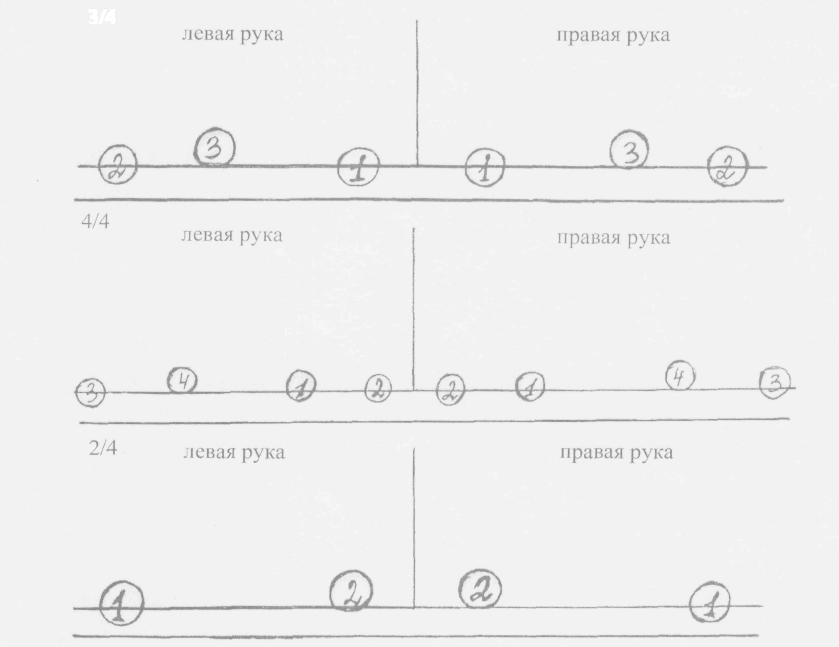 3/4
левая рука правая рука
2 3 1 1 3 2
4/4
левая рука правая рука
3 4 1 2 2 1 4 3
2/4
левая рука правая рука
1 2 2 1